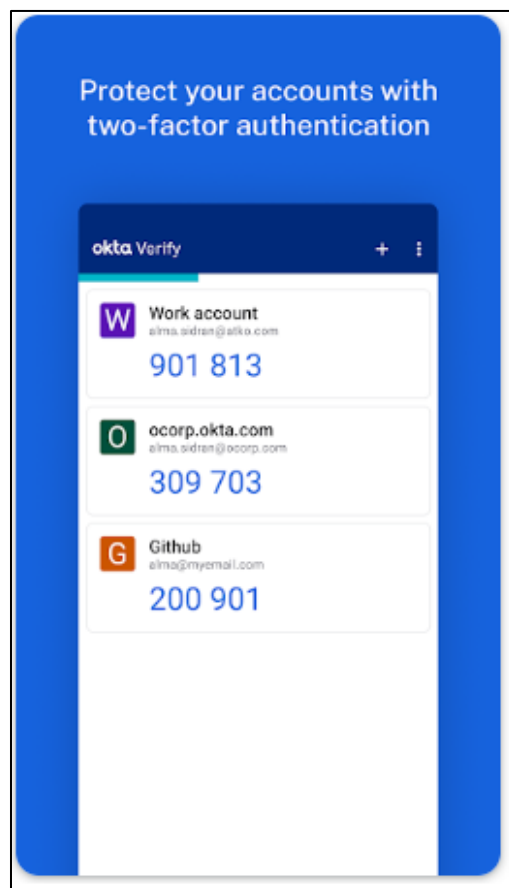 Protect your accounts with
two-factor authentication
okta Verify + ⋮
W Work account
alma.sidran@atko.com
901 813
O ocorp.okta.com
alma.sidran@ocorp.com
309 703
G Github
alma@myemail.com
200 901